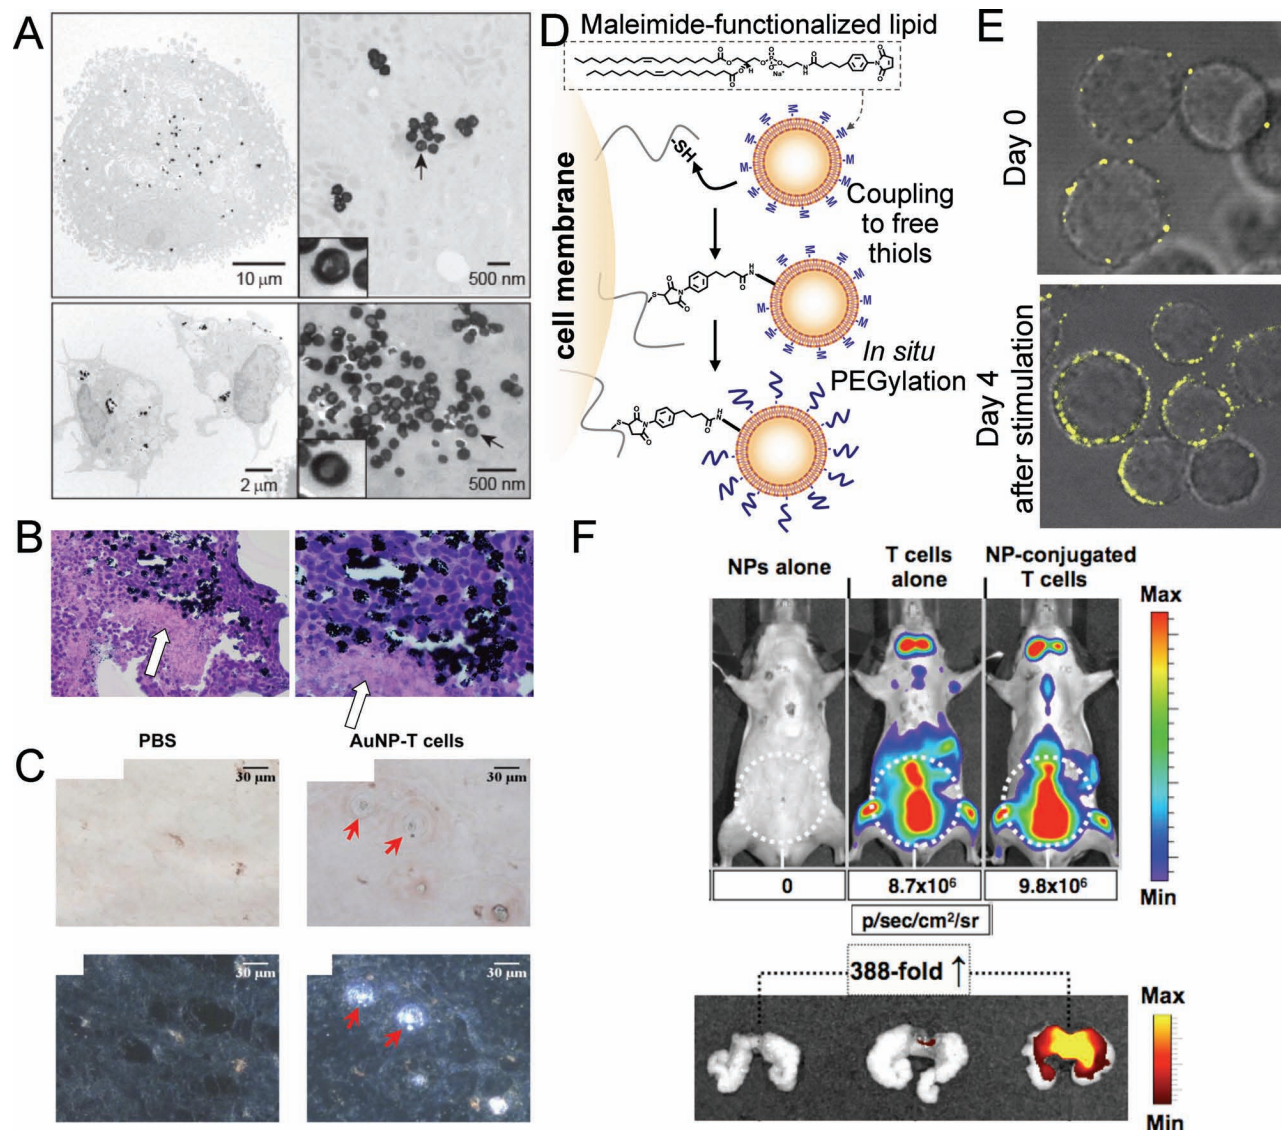 A
10 µm
500 nm
2 µm
500 nm
B
PBS
AuNP-T cells
C
30 µm
30 µm
30 µm
30 µm
D
Maleimide-functionalized lipid
O
O
O
H
O
O
P
O
O⁻
Na⁺
N
H
O
N
O
O
cell membrane
-SH
M
M
M
M
M
M
M
M
M
M
M
M
Coupling
to free
thiols
S
O
N
O
O
NH
M
M
M
M
M
M
M
M
M
M
M
In situ
PEGylation
S
O
N
O
O
NH
E
Day 0
Day 4
after stimulation
F
NPs alone
T cells
alone
NP-conjugated
T cells
Max
Min
0
8.7x10⁶
9.8x10⁶
p/sec/cm²/sr
388-fold ↑
Max
Min